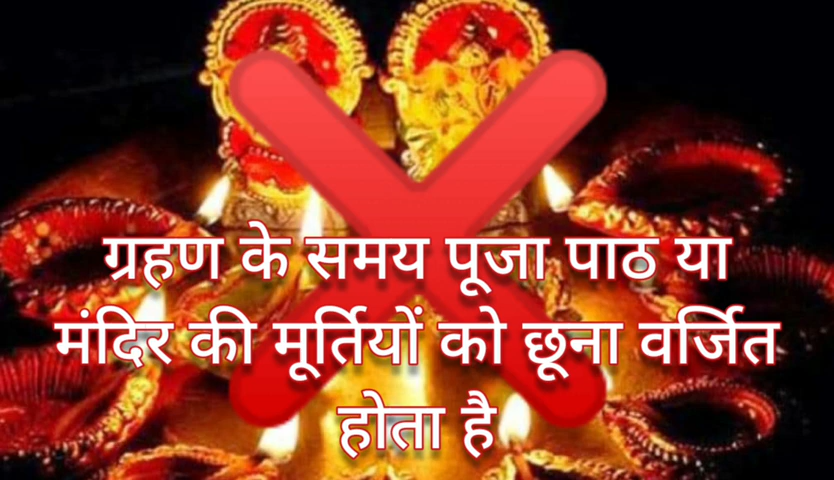 ग्रहण के समय पूजा पाठ या
मंदिर की मूर्तियों को छूना वर्जित
होता है